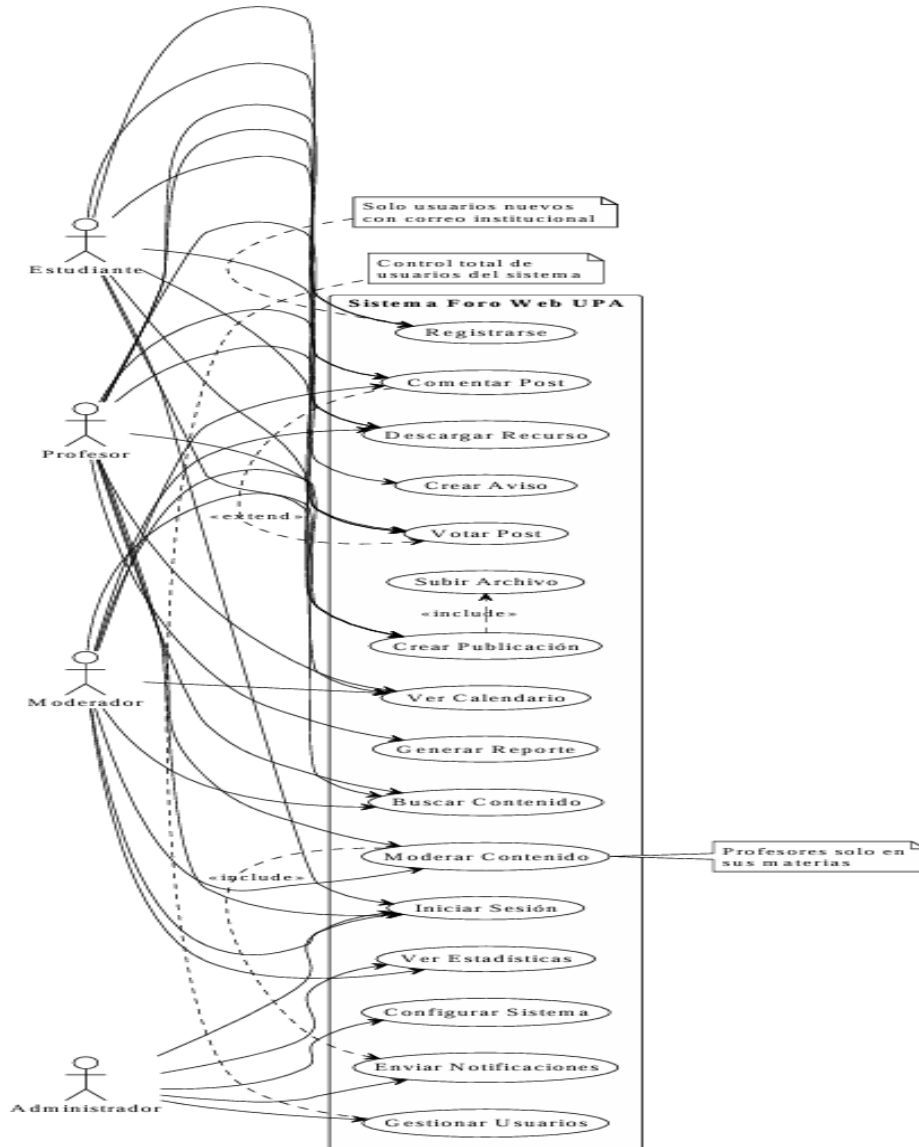 Solo usuarios nuevos
con correo institucional
Estudiante
Control total de
usuarios del sistema
Sistema Foro Web UPA
Registrarse
Comentar Post
Descargar Recurso
Profesor
Crear Aviso
«extend»
Votar Post
Subir Archivo
«include»
Crear Publicación
Moderador
Ver Calendario
Generar Reporte
Buscar Contenido
Moderar Contenido
Profesores solo en
sus materias
«include»
Iniciar Sesión
Ver Estadísticas
Configurar Sistema
Enviar Notificaciones
Administrador
Gestionar Usuarios